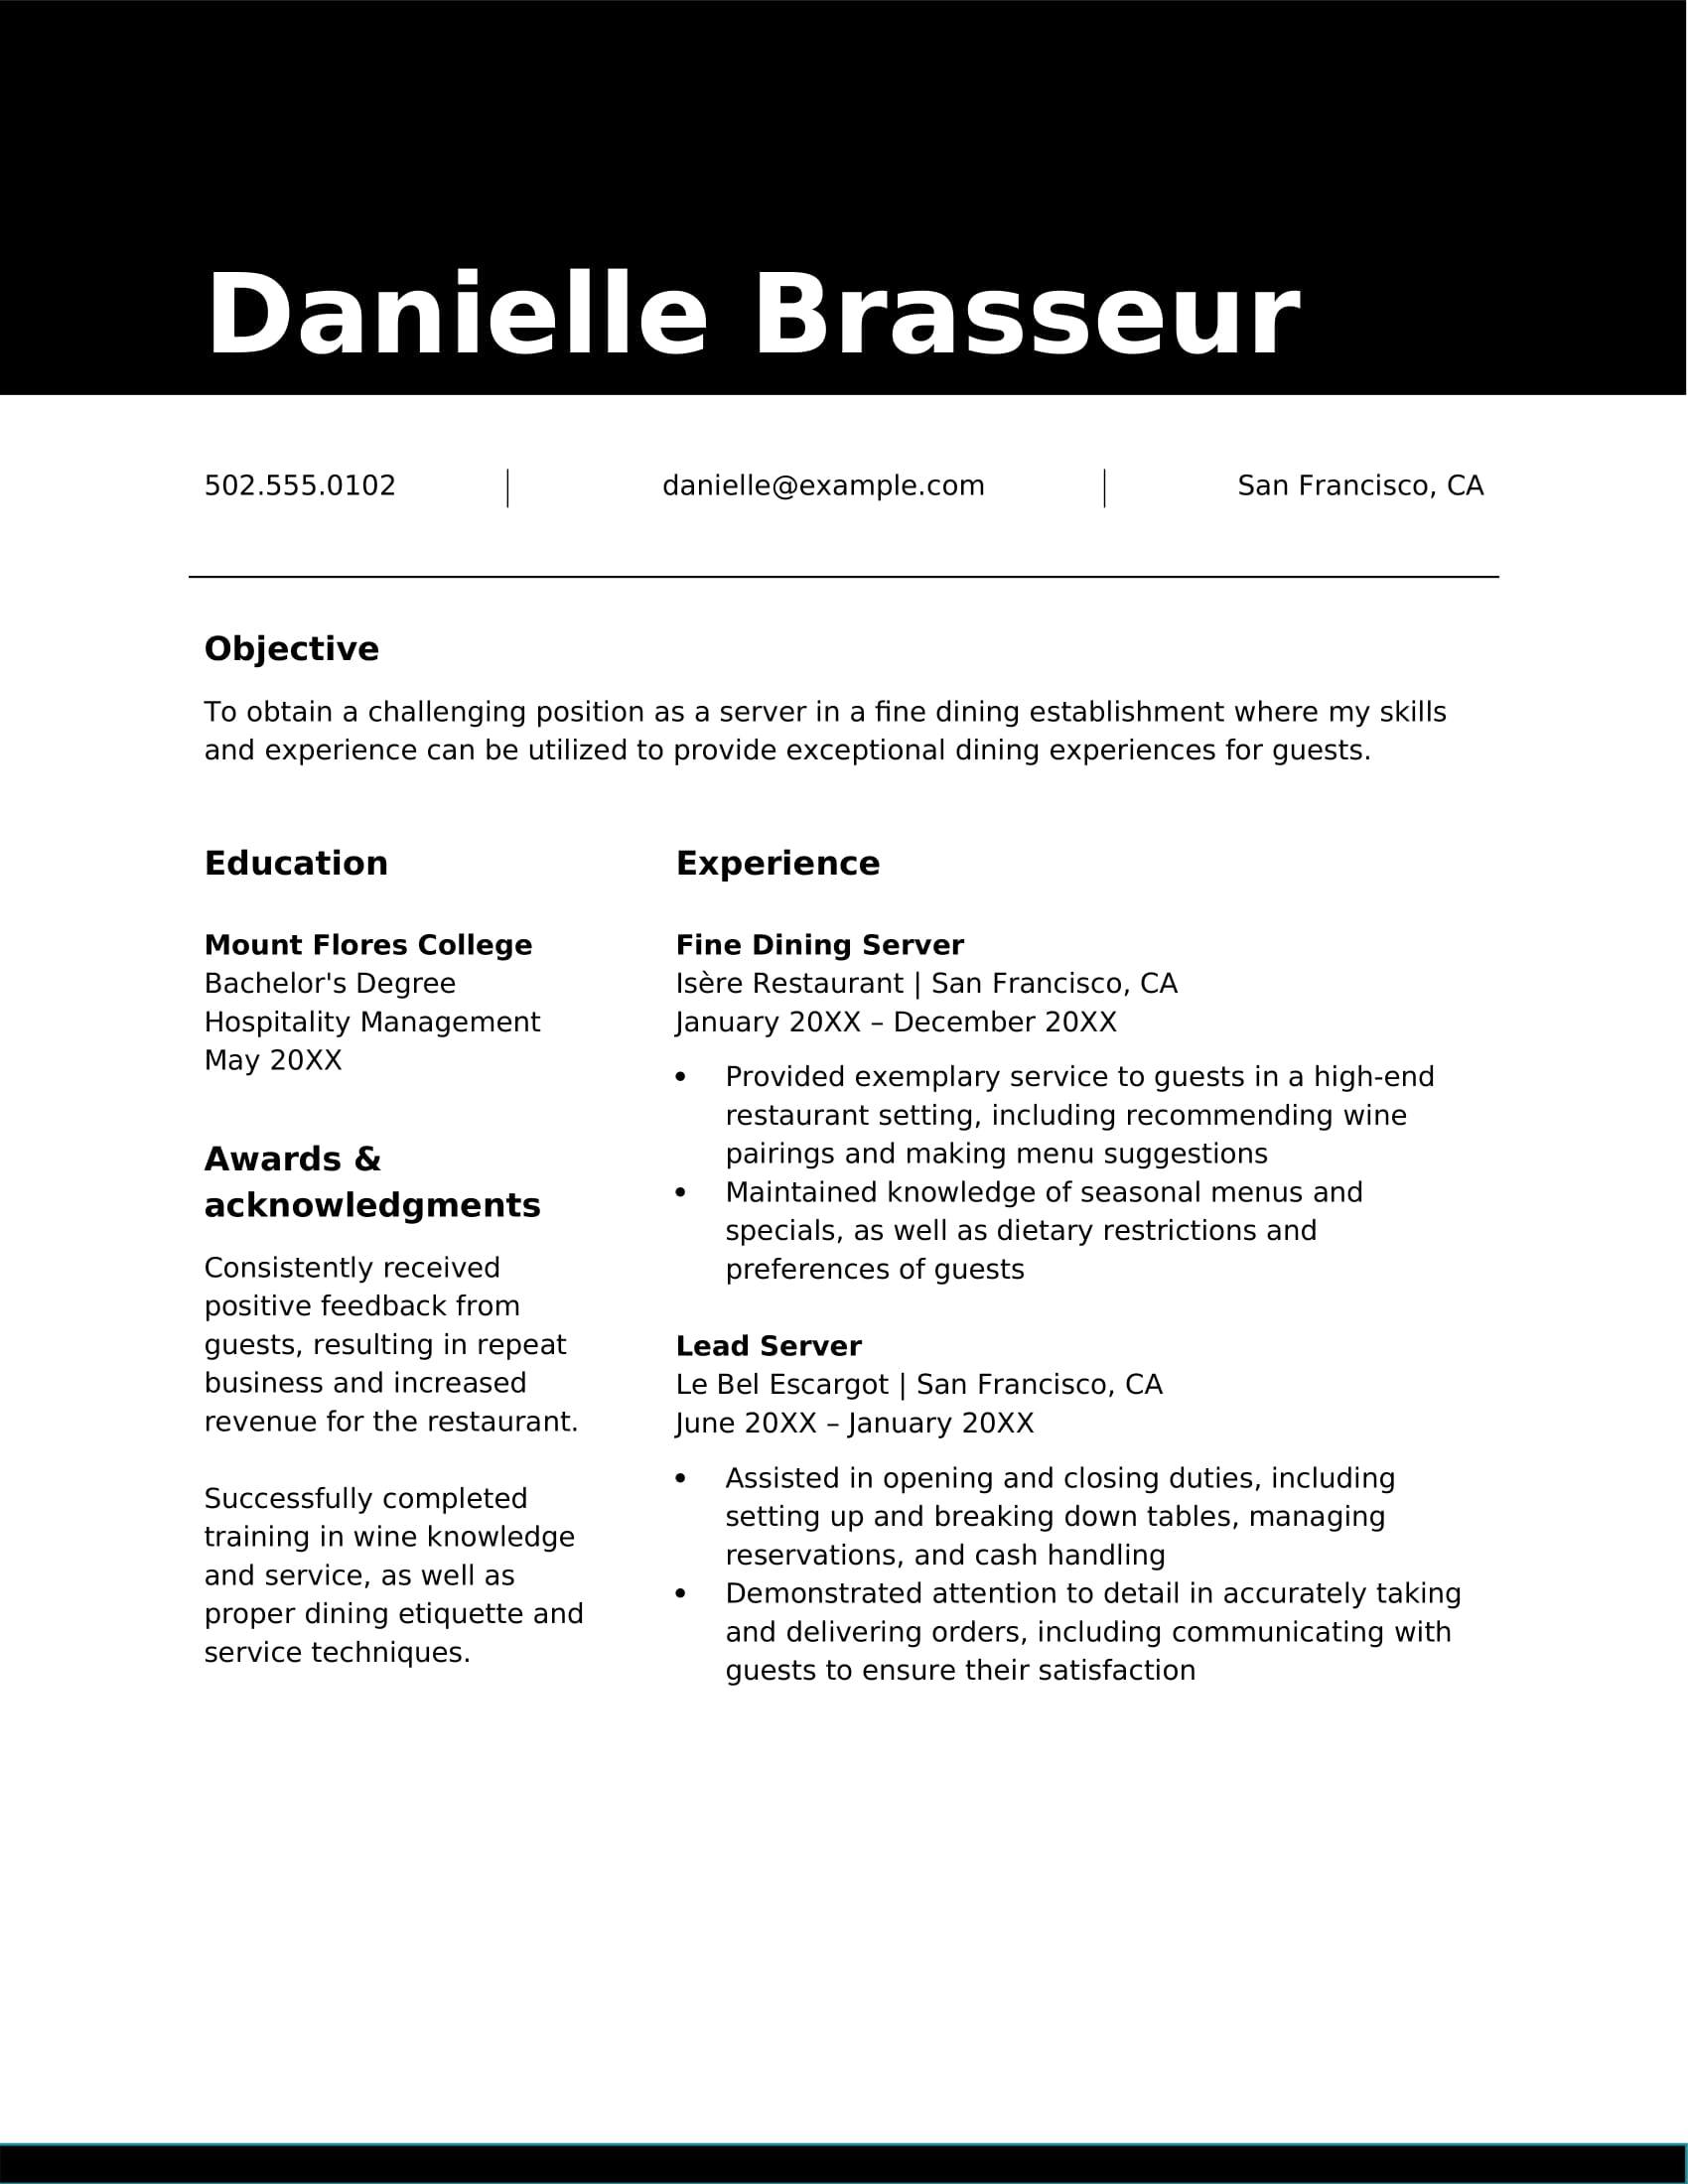 Danielle Brasseur
502.555.0102 | danielle@example.com | San Francisco, CA
Objective
To obtain a challenging position as a server in a fine dining establishment where my skills
and experience can be utilized to provide exceptional dining experiences for guests.
Education
Mount Flores College
Bachelor's Degree
Hospitality Management
May 20XX
Awards &
acknowledgments
Consistently received
positive feedback from
guests, resulting in repeat
business and increased
revenue for the restaurant.
Successfully completed
training in wine knowledge
and service, as well as
proper dining etiquette and
service techniques.
Experience
Fine Dining Server
Isère Restaurant | San Francisco, CA
January 20XX – December 20XX
• Provided exemplary service to guests in a high-end
restaurant setting, including recommending wine
pairings and making menu suggestions
• Maintained knowledge of seasonal menus and
specials, as well as dietary restrictions and
preferences of guests
Lead Server
Le Bel Escargot | San Francisco, CA
June 20XX – January 20XX
• Assisted in opening and closing duties, including
setting up and breaking down tables, managing
reservations, and cash handling
• Demonstrated attention to detail in accurately taking
and delivering orders, including communicating with
guests to ensure their satisfaction